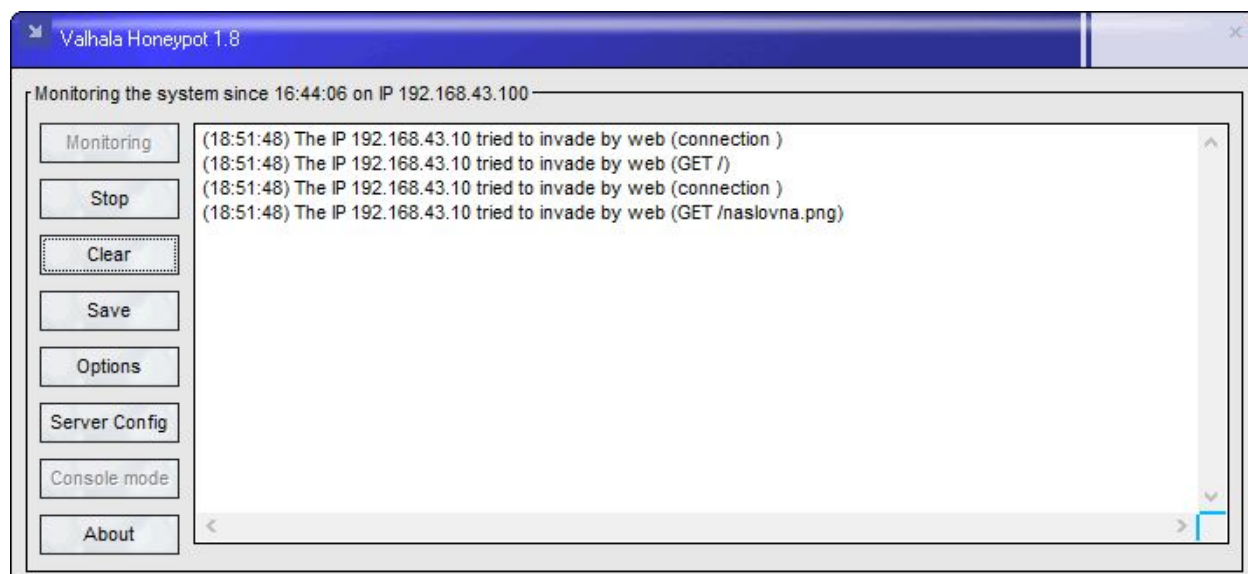 Valhala Honeypot 1.8
Monitoring the system since 16:44:06 on IP 192.168.43.100
Monitoring
Stop
Clear
Save
Options
Server Config
Console mode
About
(18:51:48) The IP 192.168.43.10 tried to invade by web (connection )
(18:51:48) The IP 192.168.43.10 tried to invade by web (GET /)
(18:51:48) The IP 192.168.43.10 tried to invade by web (connection )
(18:51:48) The IP 192.168.43.10 tried to invade by web (GET /naslovna.png)